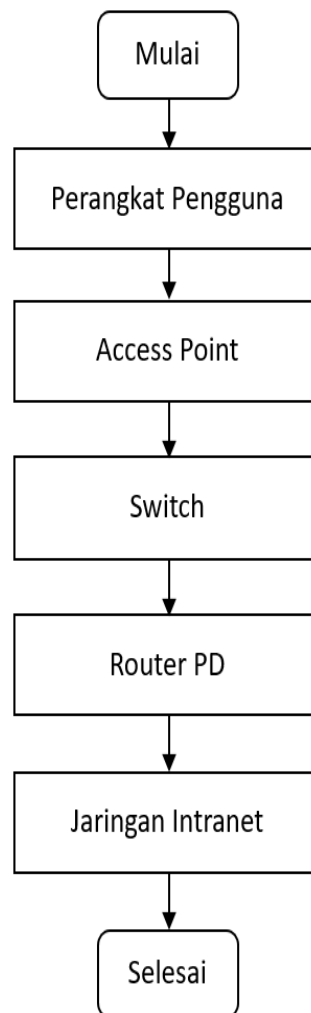 Mulai
Perangkat Pengguna
Access Point
Switch
Router PD
Jaringan Intranet
Selesai